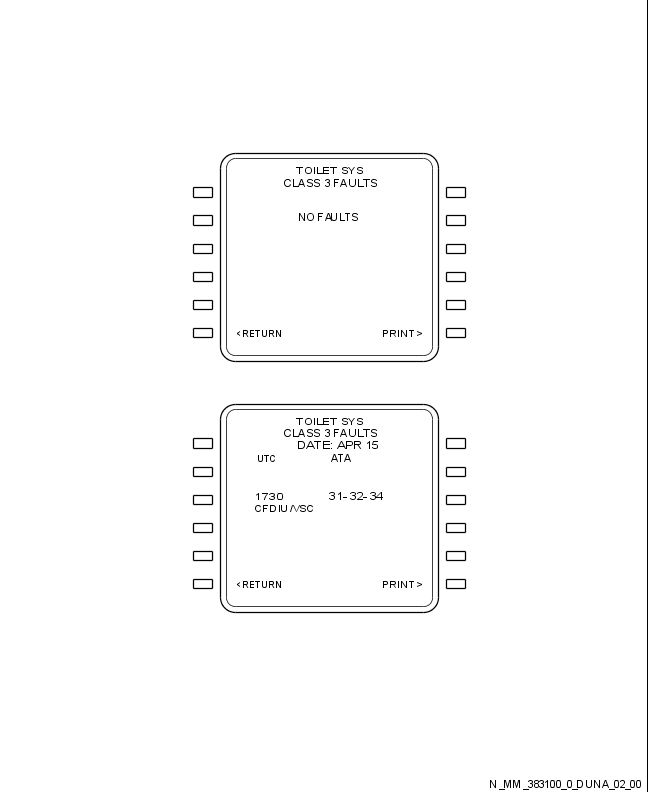 TOILET SYS
CLASS 3 FAULTS
NO FAULTS
<RETURN PRINT>
TOILET SYS
CLASS 3 FAULTS
DATE: APR 15
UTC ATA
1730 31-32-34
CFDIU/VSC
<RETURN PRINT>
N_MM_383100_0_DUNA_02_00